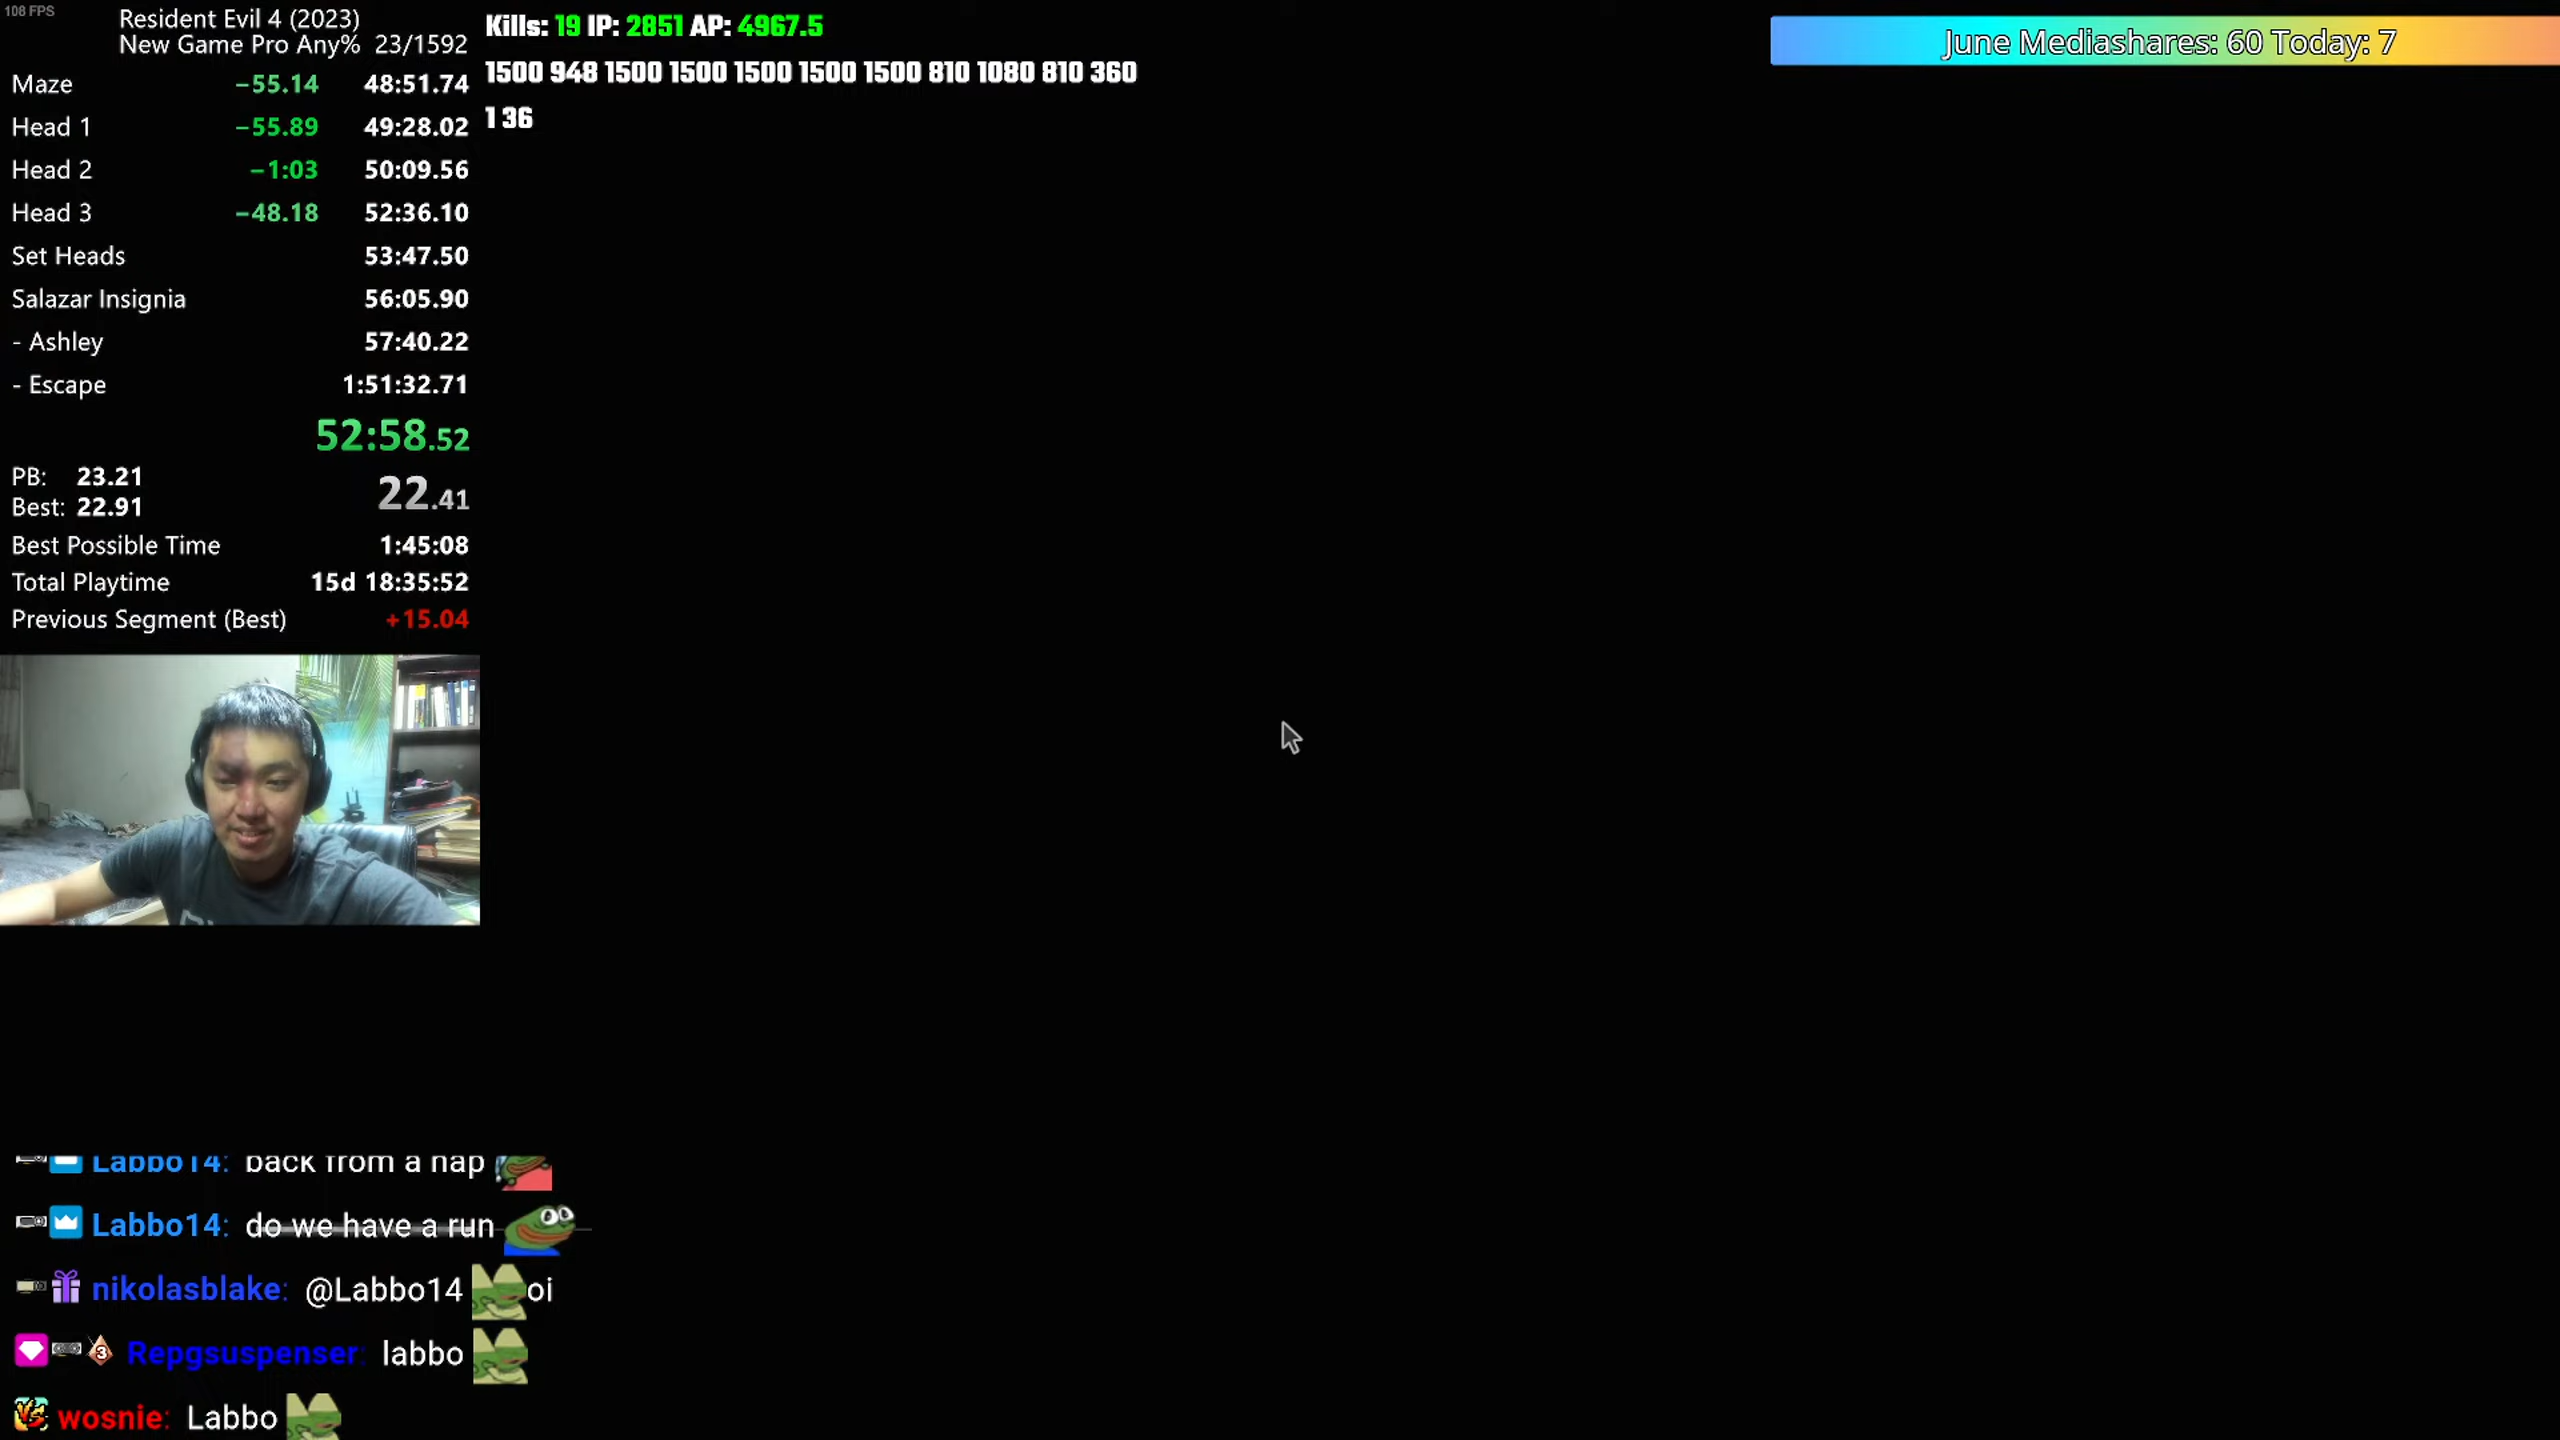 108 FPS
Resident Evil 4 (2023)
New Game Pro Any% 23/1592
Maze -55.14 48:51.74
Head 1 -55.89 49:28.02
Head 2 -1:03 50:09.56
Head 3 -48.18 52:36.10
Set Heads 53:47.50
Salazar Insignia 56:05.90
- Ashley 57:40.22
- Escape 1:51:32.71
52:58.52
PB: 23.21
Best: 22.91
22.41
Best Possible Time 1:45:08
Total Playtime 15d 18:35:52
Previous Segment (Best) +15.04
Kills: 19 IP: 2851 AP: 4967.5
1500 948 1500 1500 1500 1500 1500 810 1080 810 360
1 36
June Mediashares: 60 Today: 7
Labbo14: back from a nap
Labbo14: do we have a run
nikolasblake: @Labbo14 oi
3 Repgsuspenser: labbo
wosnie: Labbo